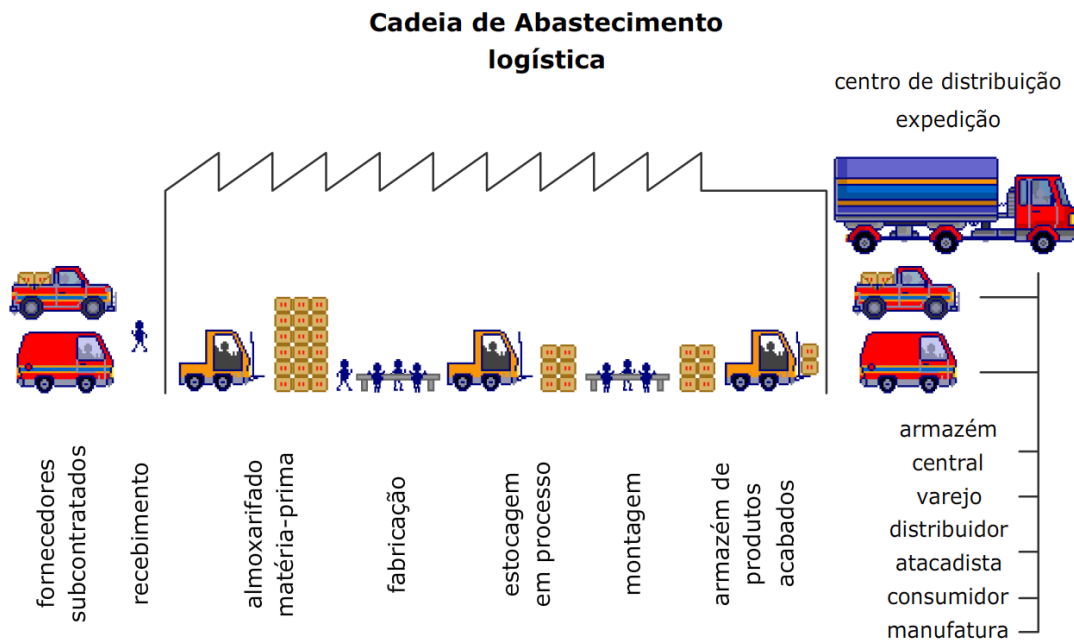 Cadeia de Abastecimento
logística
centro de distribuição
expedição
fornecedores
subcontratados
recebimento
almoxarifado
matéria-prima
fabricação
estocagem
em processo
montagem
armazém de
produtos
acabados
armazém
central
varejo
distribuidor
atacadista
consumidor
manufatura